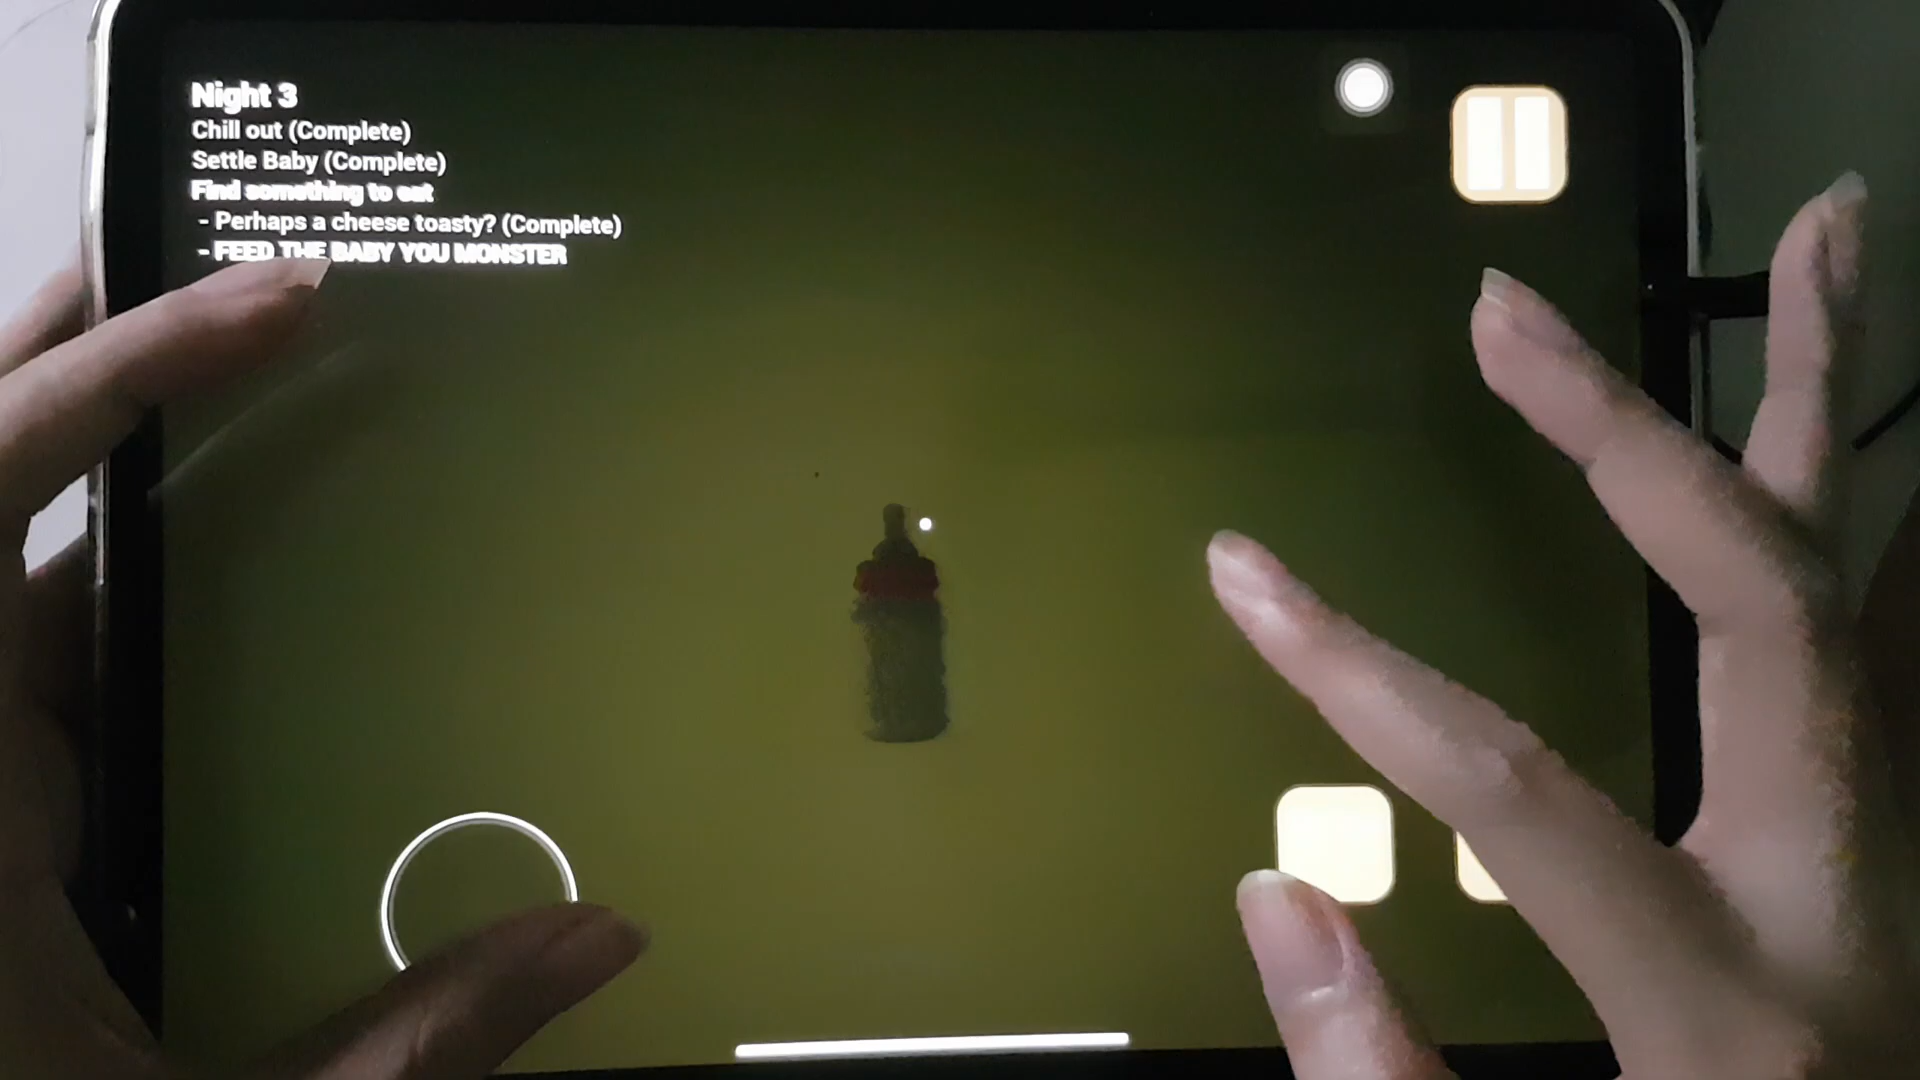 Night 3
Chill out (Complete)
Settle Baby (Complete)
Find something to eat
- Perhaps a cheese toasty? (Complete)
- FEED THE BABY YOU MONSTER